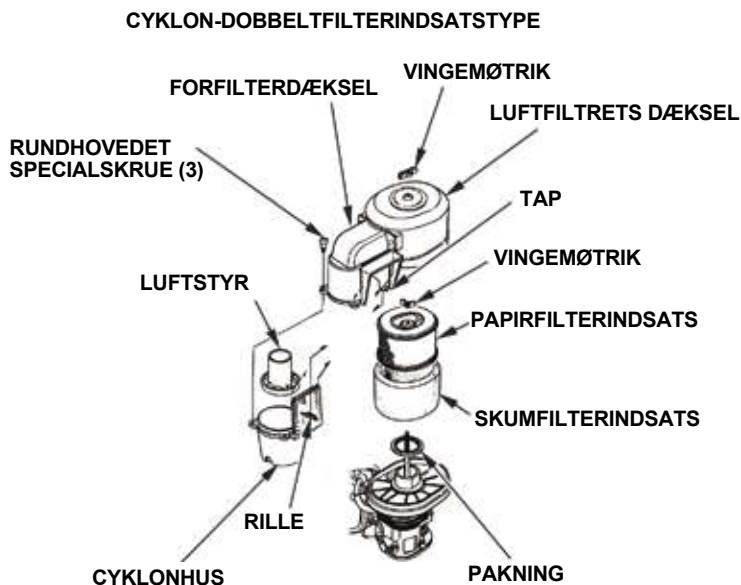 CYKLON-DOBBELTFILTERINDSATSTYPE
VINGEMØTRIK
FORFILTERDÆKSEL
LUFTFILTRETS DÆKSEL
RUNDHOVEDET
SPECIALSKRUE (3)
TAP
VINGEMØTRIK
LUFTSTYR
PAPIRFILTERINDSATS
SKUMFILTERINDSATS
RILLE
CYKLONHUS
PAKNING